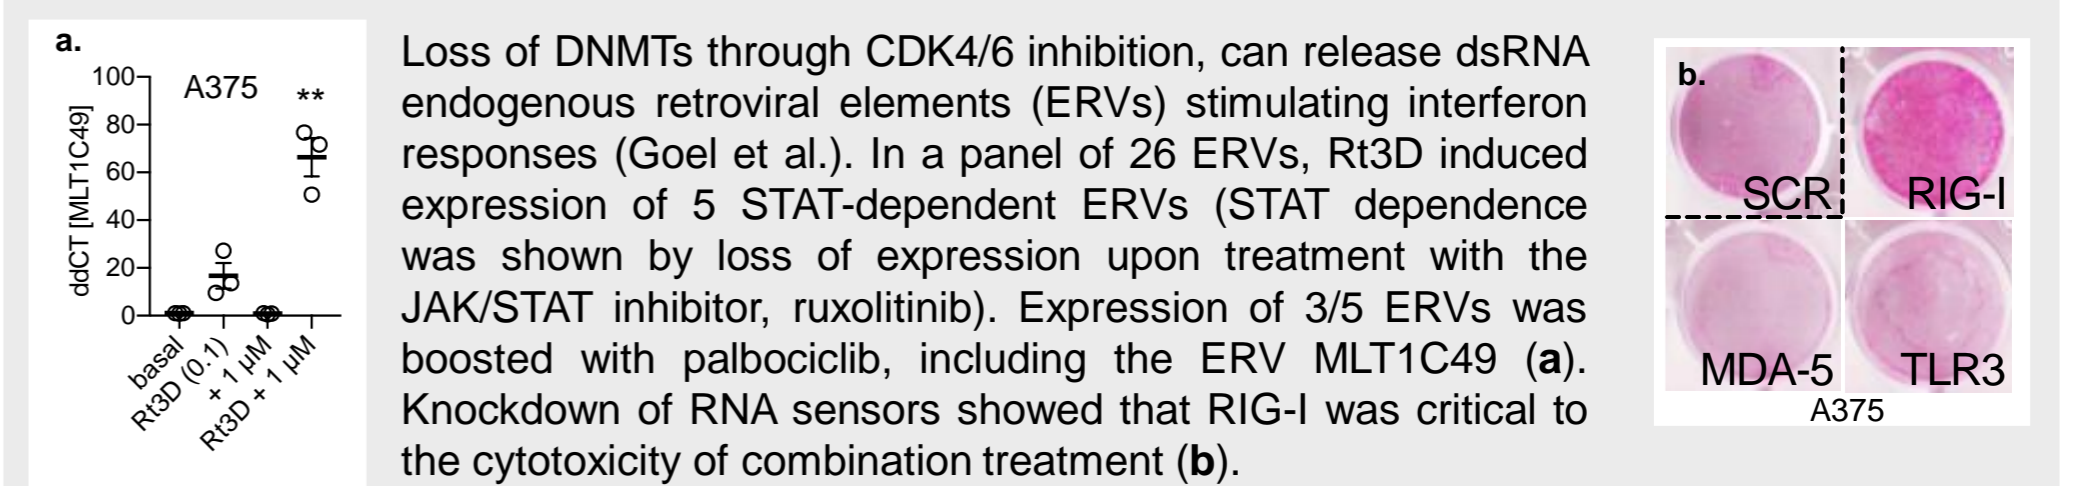 a.
A375
**
100
80
60
40
20
0
ddCT [MLT1C49]
basal
Rt3D (0.1)
+ 1 µM
Rt3D + 1 µM
Loss of DNMTs through CDK4/6 inhibition, can release dsRNA
endogenous retroviral elements (ERVs) stimulating interferon
responses (Goel et al.). In a panel of 26 ERVs, Rt3D induced
expression of 5 STAT-dependent ERVs (STAT dependence
was shown by loss of expression upon treatment with the
JAK/STAT inhibitor, ruxolitinib). Expression of 3/5 ERVs was
boosted with palbociclib, including the ERV MLT1C49 (a).
Knockdown of RNA sensors showed that RIG-I was critical to
the cytotoxicity of combination treatment (b).
b.
SCR
RIG-I
MDA-5
TLR3
A375